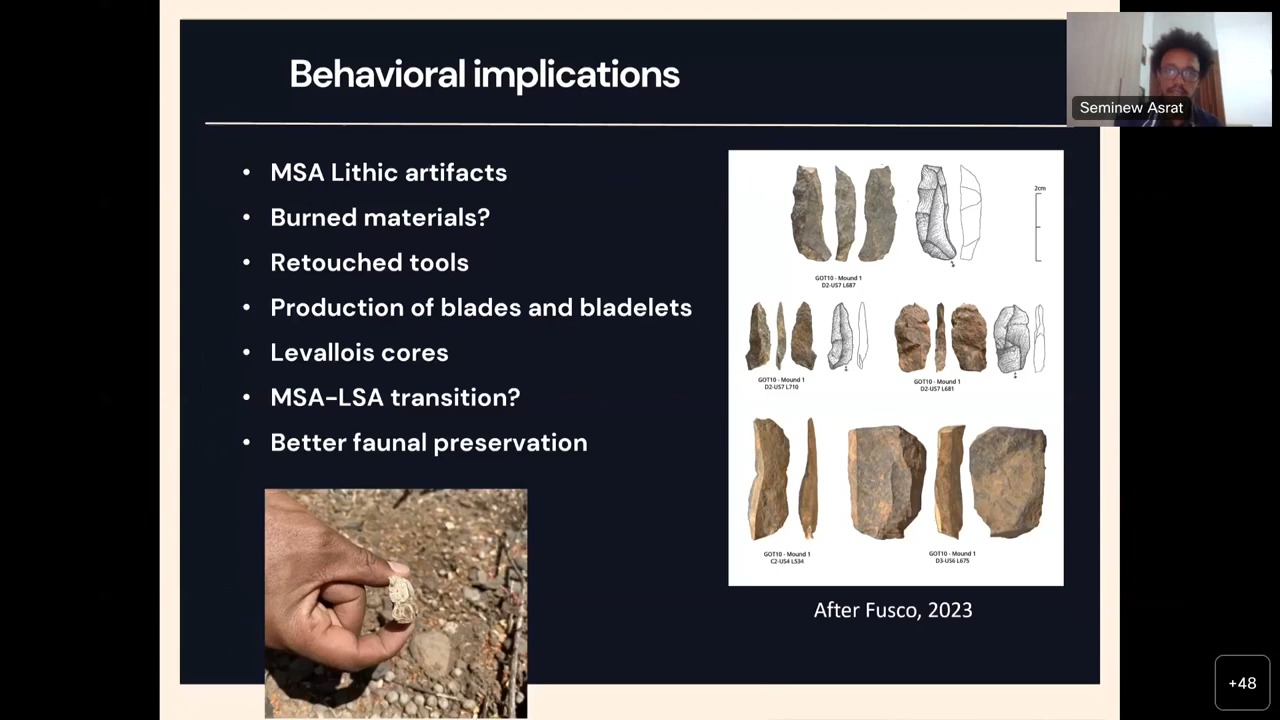 Behavioral implications
Seminew Asrat
• MSA Lithic artifacts
• Burned materials?
• Retouched tools
• Production of blades and bladelets
• Levallois cores
• MSA-LSA transition?
• Better faunal preservation
2cm
GOT10 - Mound 1
D2-US7 L687
GOT10 - Mound 1
D2-US7 L710
GOT10 - Mound 1
D2-US7 L681
GOT10 - Mound 1
C2-US4 L534
GOT10 - Mound 1
D3-US6 L675
After Fusco, 2023
+48